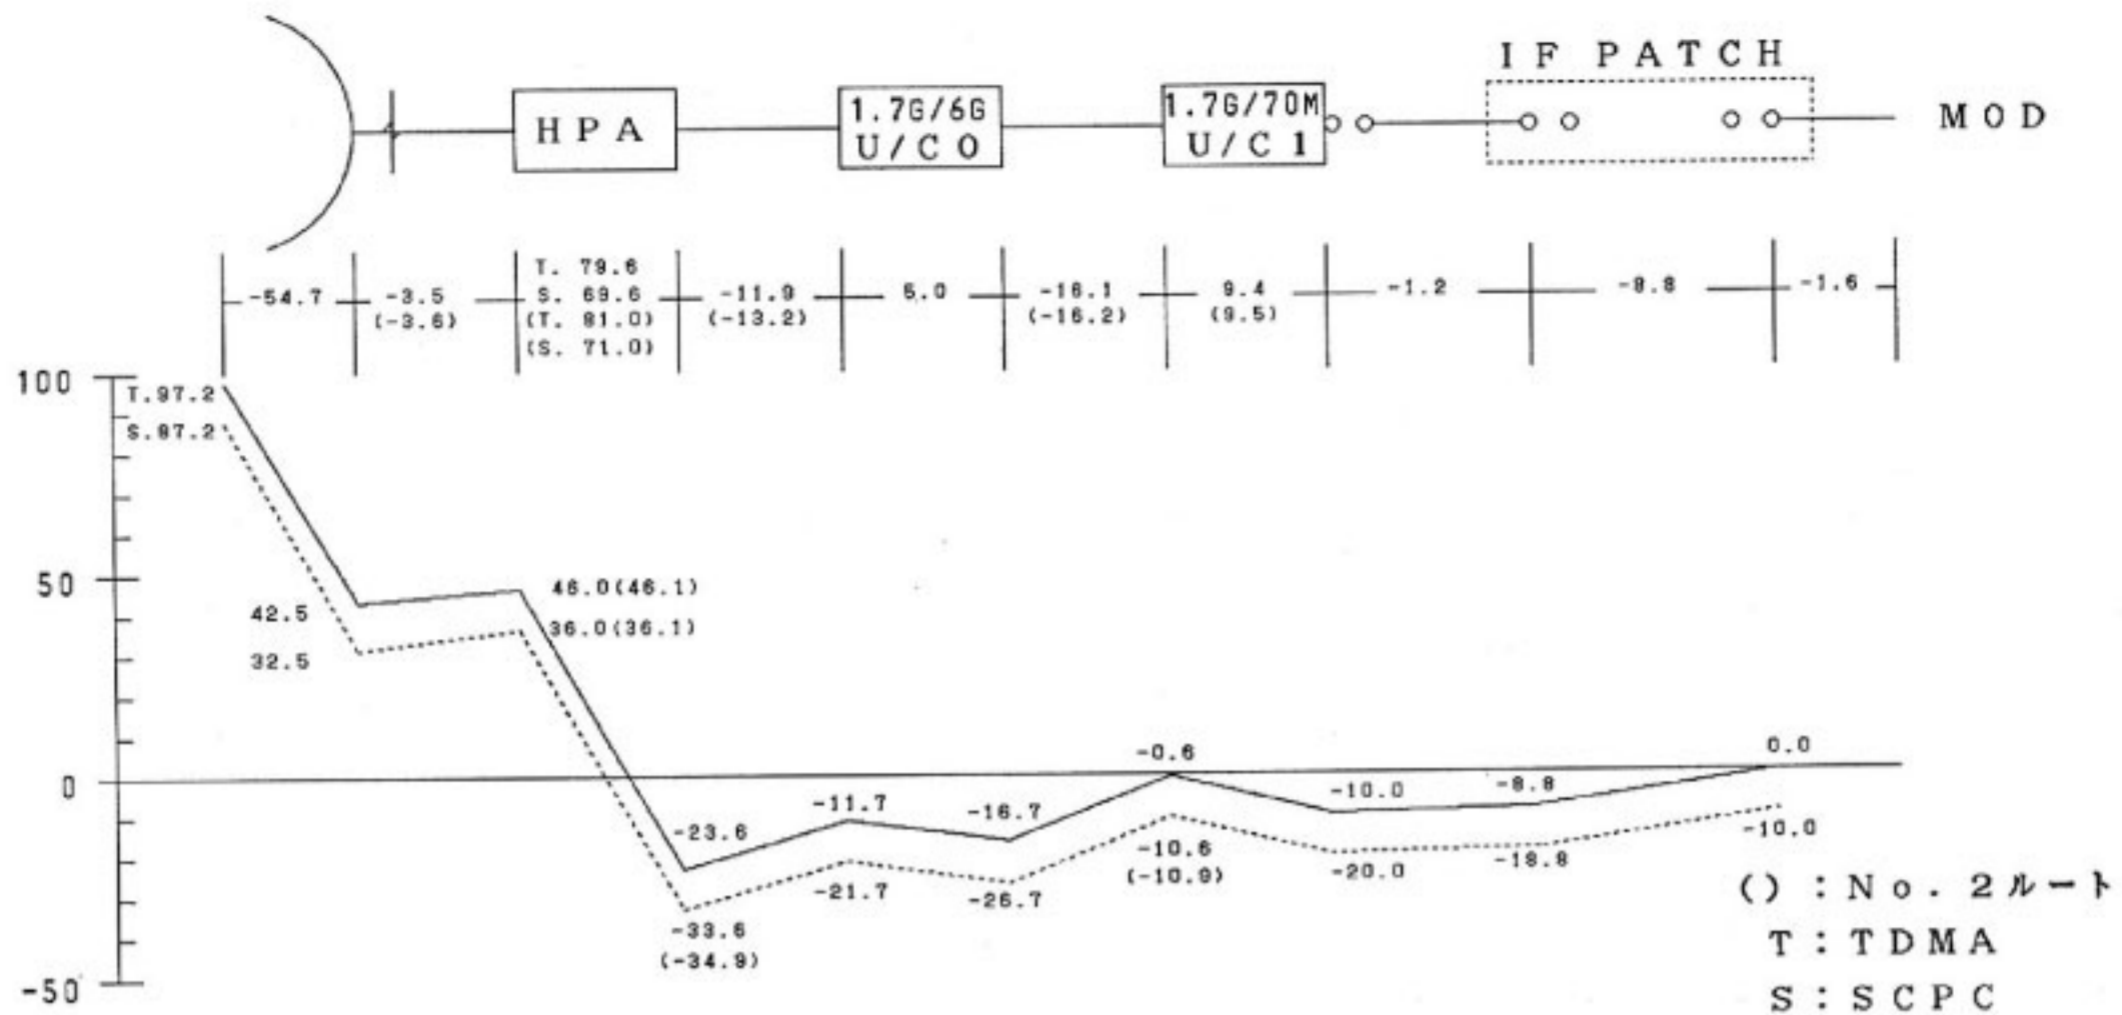 IF PATCH
HPA
1.7G/6G
U/C0
1.7G/70M
U/C1
MOD
-54.7
-3.5
(-3.6)
T. 79.6
S. 69.6
(T. 81.0)
(S. 71.0)
-11.9
(-13.2)
-16.1
(-16.2)
9.4
(9.5)
-1.2
-8.8
-1.6
100
T.97.2
S.87.2
50
42.5
32.5
46.0(46.1)
36.0(36.1)
0
-50
-23.6
-33.6
(-34.9)
-11.7
-21.7
-16.7
-26.7
-0.6
-10.6
(-10.9)
-10.0
-20.0
-8.8
-18.8
0.0
-10.0
() : No. 2ルート
T : TDMA
S : SCPC